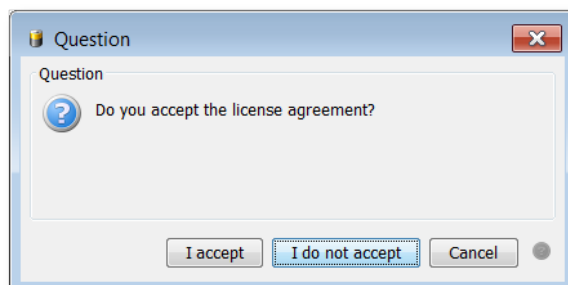 Question
Question
Do you accept the license agreement?
I accept
I do not accept
Cancel